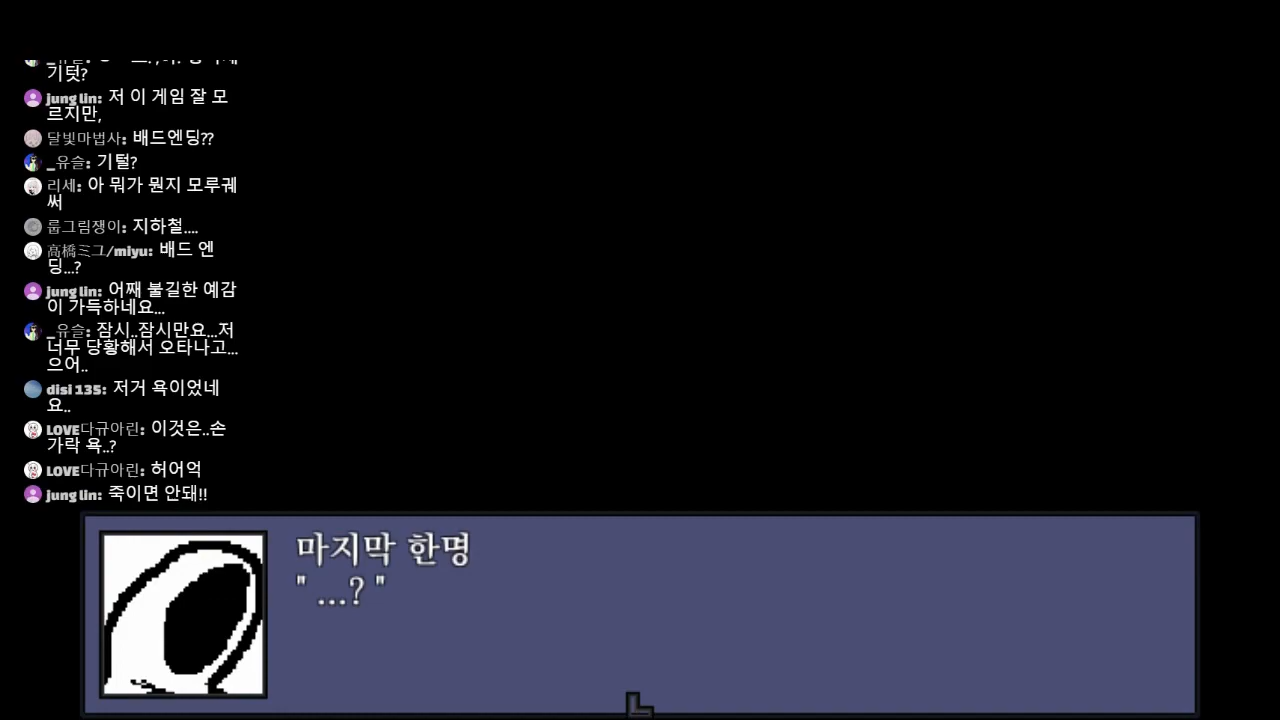 기텃?
jung lin: 저 이 게임 잘 모
르지만,
달빛마법사: 배드엔딩??
_유슬: 기털?
리세: 아 뭐가 뭔지 모루궤
써
룹그림쟁이: 지하철....
高橋ミユ/miyu: 배드 엔
딩...?
jung lin: 어째 불길한 예감
이 가득하네요...
_유슬: 잠시..잠시만요...저
너무 당황해서 오타나고...
으어..
disi 135: 저거 욕이었네
요..
LOVE다규아린: 이것은..손
가락 욕..?
LOVE다규아린: 허어억
jung lin: 죽이면 안돼!!
마지막 한명
" ...? "